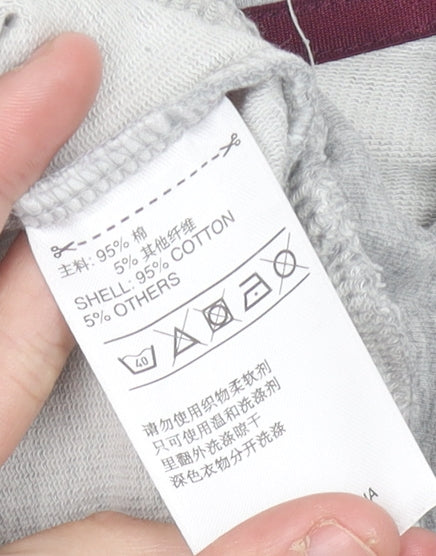 主料: 95% 棉
5% 其他纤维
SHELL: 95% COTTON
5% OTHERS
40
请勿使用织物柔软剂
只可使用温和洗涤剂
里翻外洗涤晾干
深色衣物分开洗涤